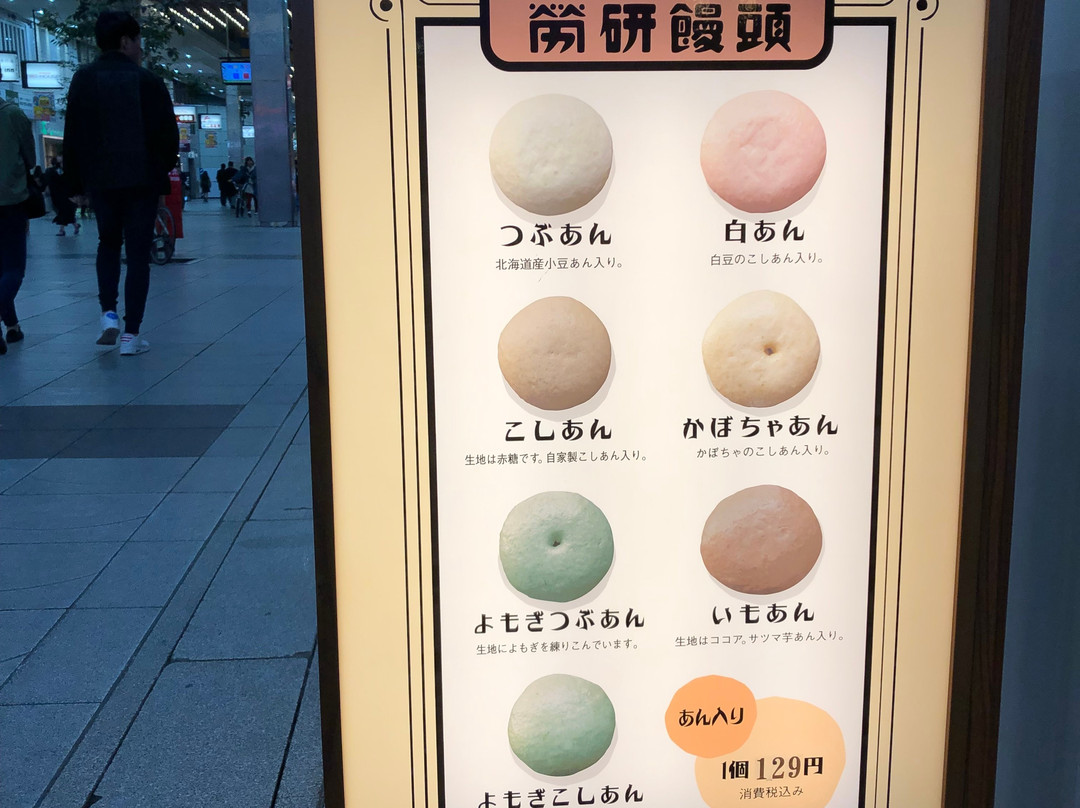 労研饅頭
つぶあん
北海道産小豆あん入り。
白あん
白豆のこしあん入り。
こしあん
生地は赤糖です。自家製こしあん入り。
かぼちゃあん
かぼちゃのこしあん入り。
よもぎつぶあん
生地によもぎを練りこんでいます。
いもあん
生地はココア。サツマ芋あん入り。
よもぎこしあん
あん入り
1個129円
消費税込み